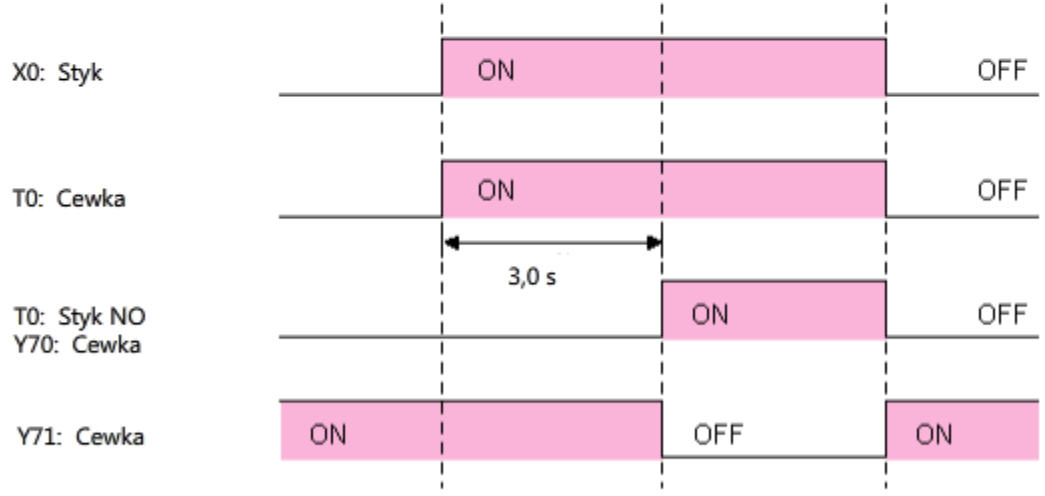 X0: Styk ON OFF
T0: Cewka ON OFF
3,0 s
T0: Styk NO ON OFF
Y70: Cewka
Y71: Cewka ON OFF ON